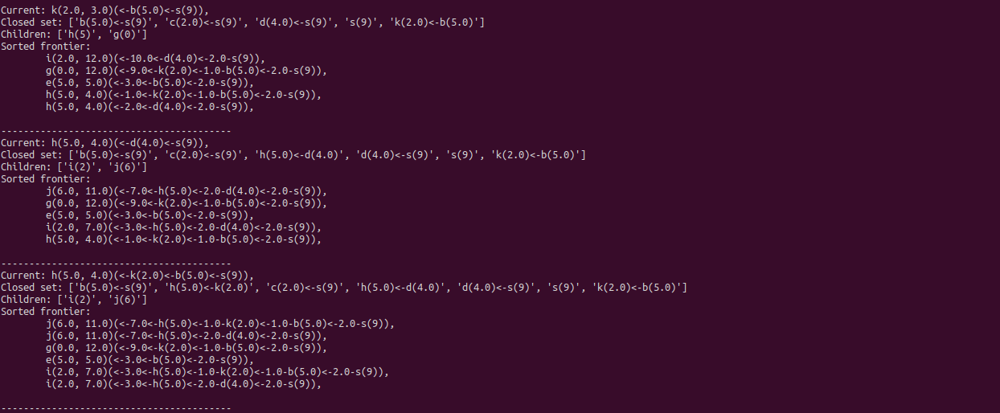 Current: k(2.0, 3.0)(<-b(5.0)<-s(9)),
Closed set: ['b(5.0)<-s(9)', 'c(2.0)<-s(9)', 'd(4.0)<-s(9)', 's(9)', 'k(2.0)<-b(5.0)']
Children: ['h(5)', 'g(0)']
Sorted frontier:
i(2.0, 12.0)(<-10.0<-d(4.0)<-2.0-s(9)),
g(0.0, 12.0)(<-9.0<-k(2.0)<-1.0-b(5.0)<-2.0-s(9)),
e(5.0, 5.0)(<-3.0<-b(5.0)<-2.0-s(9)),
h(5.0, 4.0)(<-1.0<-k(2.0)<-1.0-b(5.0)<-2.0-s(9)),
h(5.0, 4.0)(<-2.0<-d(4.0)<-2.0-s(9)),
-----------------------------------------
Current: h(5.0, 4.0)(<-d(4.0)<-s(9)),
Closed set: ['b(5.0)<-s(9)', 'c(2.0)<-s(9)', 'h(5.0)<-d(4.0)', 'd(4.0)<-s(9)', 's(9)', 'k(2.0)<-b(5.0)']
Children: ['i(2)', 'j(6)']
Sorted frontier:
j(6.0, 11.0)(<-7.0<-h(5.0)<-2.0-d(4.0)<-2.0-s(9)),
g(0.0, 12.0)(<-9.0<-k(2.0)<-1.0-b(5.0)<-2.0-s(9)),
e(5.0, 5.0)(<-3.0<-b(5.0)<-2.0-s(9)),
i(2.0, 7.0)(<-3.0<-h(5.0)<-2.0-d(4.0)<-2.0-s(9)),
h(5.0, 4.0)(<-1.0<-k(2.0)<-1.0-b(5.0)<-2.0-s(9)),
-----------------------------------------
Current: h(5.0, 4.0)(<-k(2.0)<-b(5.0)<-s(9)),
Closed set: ['b(5.0)<-s(9)', 'h(5.0)<-k(2.0)', 'c(2.0)<-s(9)', 'h(5.0)<-d(4.0)', 'd(4.0)<-s(9)', 's(9)', 'k(2.0)<-b(5.0)']
Children: ['i(2)', 'j(6)']
Sorted frontier:
j(6.0, 11.0)(<-7.0<-h(5.0)<-1.0-k(2.0)<-1.0-b(5.0)<-2.0-s(9)),
j(6.0, 11.0)(<-7.0<-h(5.0)<-2.0-d(4.0)<-2.0-s(9)),
g(0.0, 12.0)(<-9.0<-k(2.0)<-1.0-b(5.0)<-2.0-s(9)),
e(5.0, 5.0)(<-3.0<-b(5.0)<-2.0-s(9)),
i(2.0, 7.0)(<-3.0<-h(5.0)<-1.0-k(2.0)<-1.0-b(5.0)<-2.0-s(9)),
i(2.0, 7.0)(<-3.0<-h(5.0)<-2.0-d(4.0)<-2.0-s(9)),
-----------------------------------------